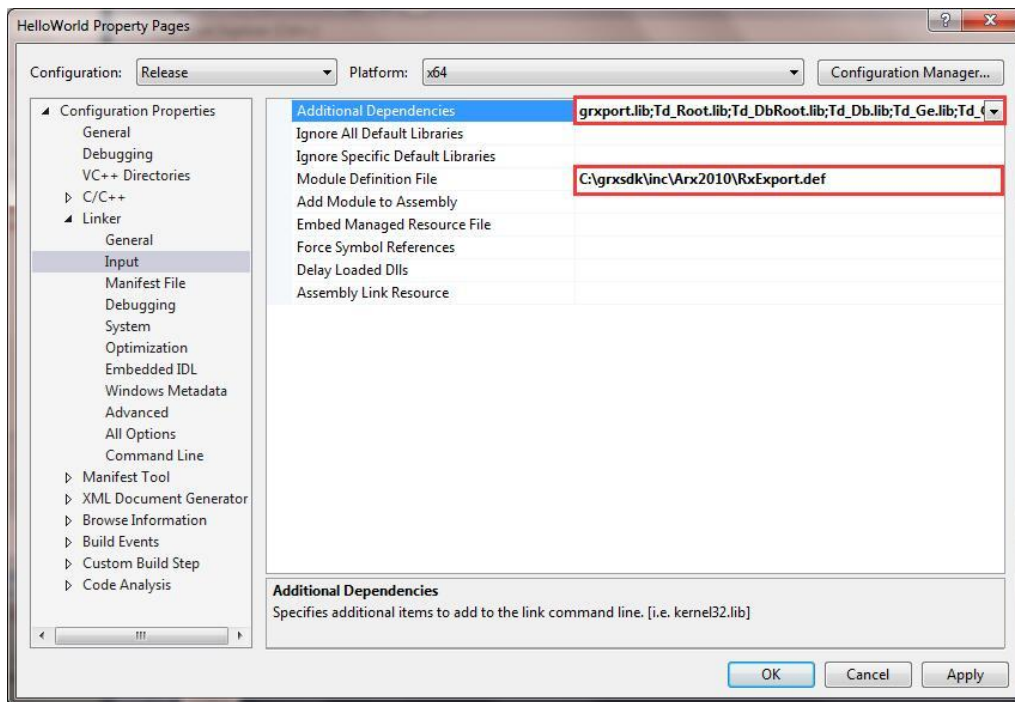 HelloWorld Property Pages
Configuration: Release Platform: x64 Configuration Manager...
Configuration Properties
General
Debugging
VC++ Directories
C/C++
Linker
General
Input
Manifest File
Debugging
System
Optimization
Embedded IDL
Windows Metadata
Advanced
All Options
Command Line
Manifest Tool
XML Document Generator
Browse Information
Build Events
Custom Build Step
Code Analysis
Additional Dependencies grxport.lib;Td_Root.lib;Td_DbRoot.lib;Td_Db.lib;Td_Ge.lib;
Ignore All Default Libraries
Ignore Specific Default Libraries
Module Definition File C:\grxsdk\inc\Arx2010\RxExport.def
Add Module to Assembly
Embed Managed Resource File
Force Symbol References
Delay Loaded Dlls
Assembly Link Resource
Additional Dependencies
Specifies additional items to add to the link command line. [i.e. kernel32.lib]
OK Cancel Apply